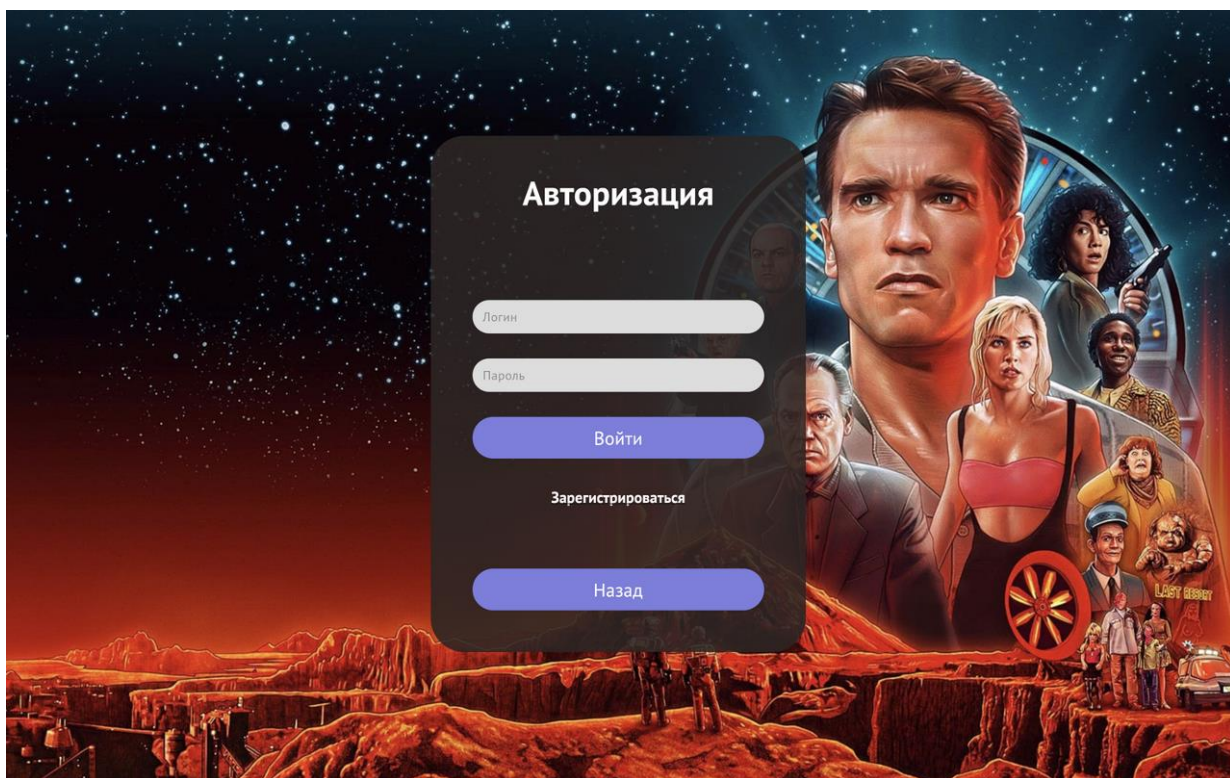 Авторизация
Логин
Пароль
Войти
Зарегистрироваться
Назад
LAST RESORT